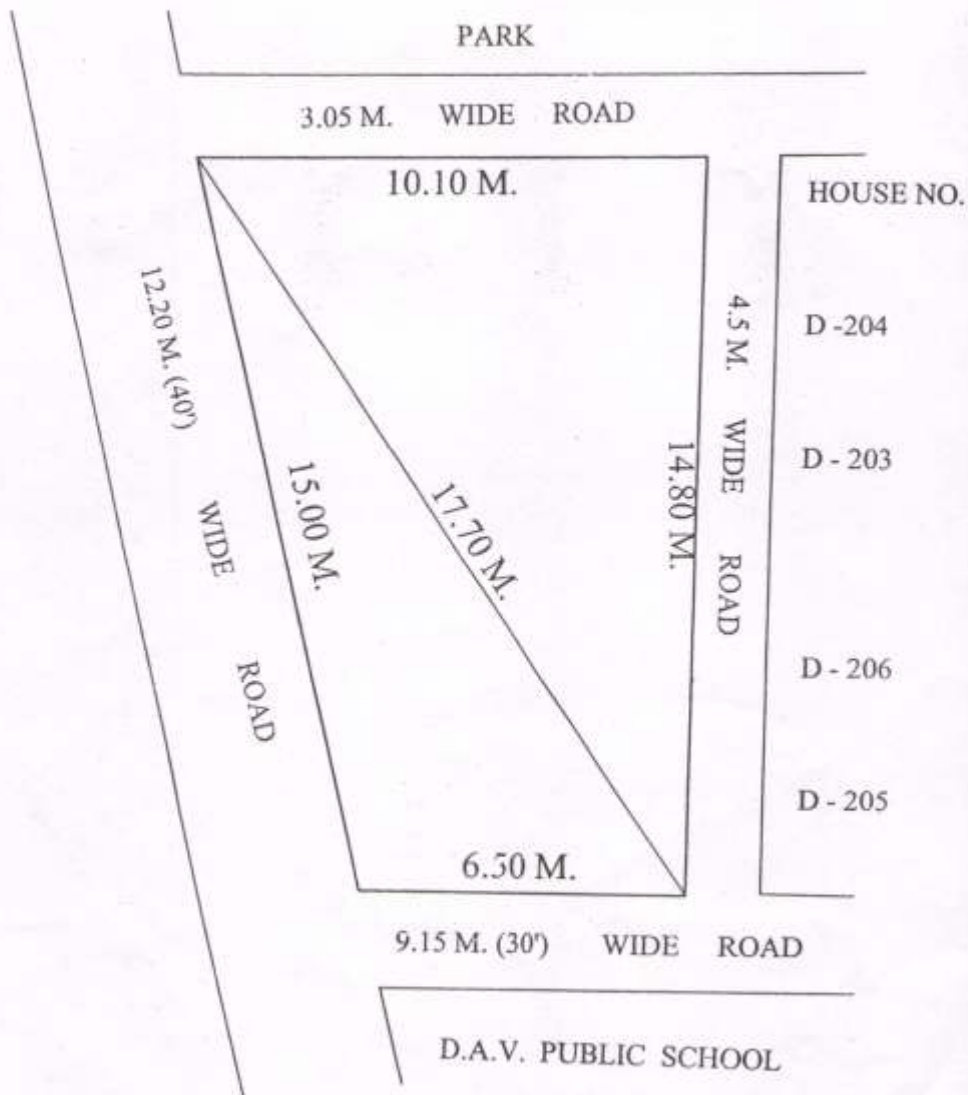 PARK
3.05 M. WIDE ROAD
10.10 M.
HOUSE NO.
12.20 M. (40') WIDE ROAD
4.5 M. WIDE ROAD
D -204
D - 203
15.00 M.
17.70 M.
14.80 M.
D - 206
D - 205
6.50 M.
9.15 M. (30') WIDE ROAD
D.A.V. PUBLIC SCHOOL